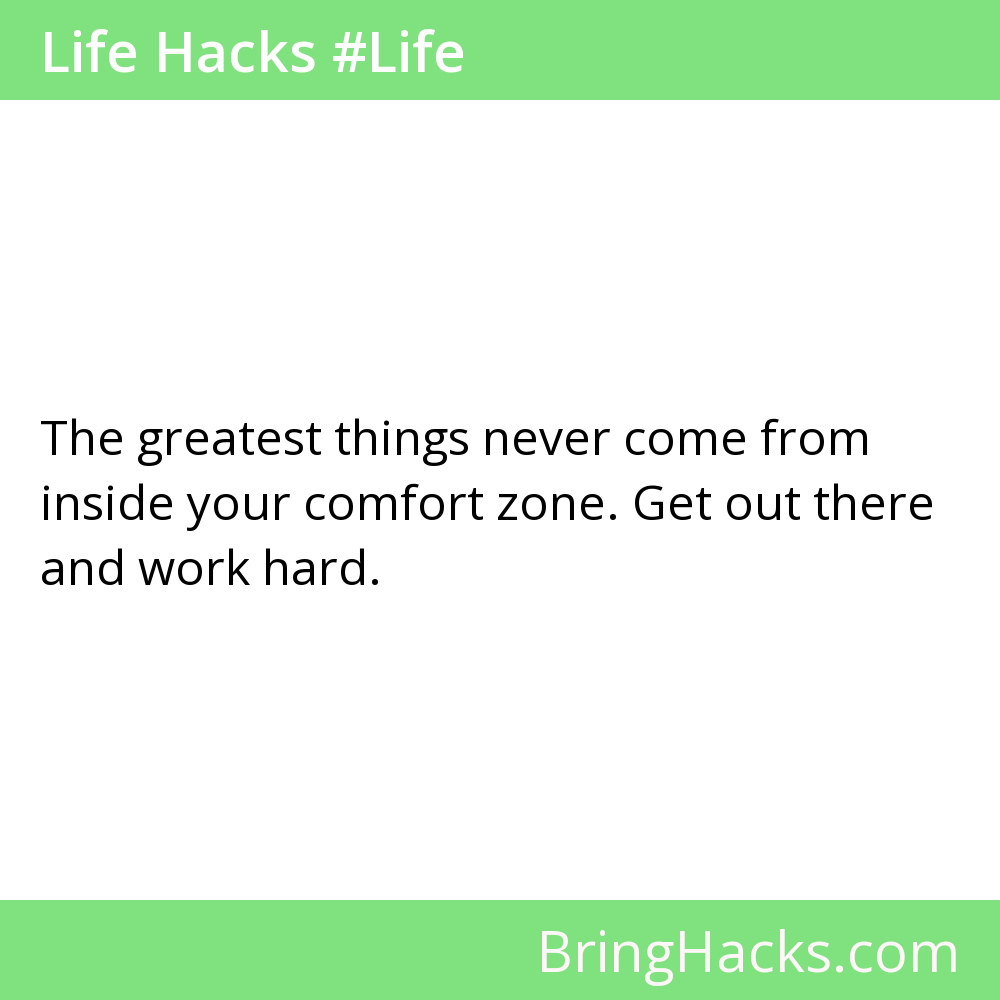 Life Hacks #Life
The greatest things never come from
inside your comfort zone. Get out there
and work hard.
BringHacks.com